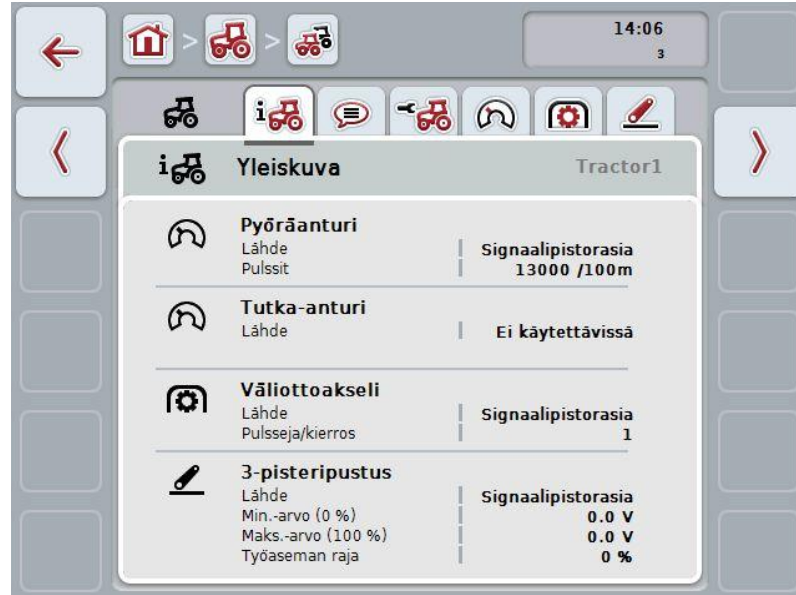 14:06
3
Yleiskuva Tractor1
Pyöräanturi
Lähde Signaalipistorasia
Pulssit 13000 /100m
Tutka-anturi
Lähde Ei käytettävissä
Väliottoakseli
Lähde Signaalipistorasia
Pulsseja/kierros 1
3-pisteripustus
Lähde Signaalipistorasia
Min.-arvo (0 %) 0.0 V
Maks.-arvo (100 %) 0.0 V
Työaseman raja 0 %